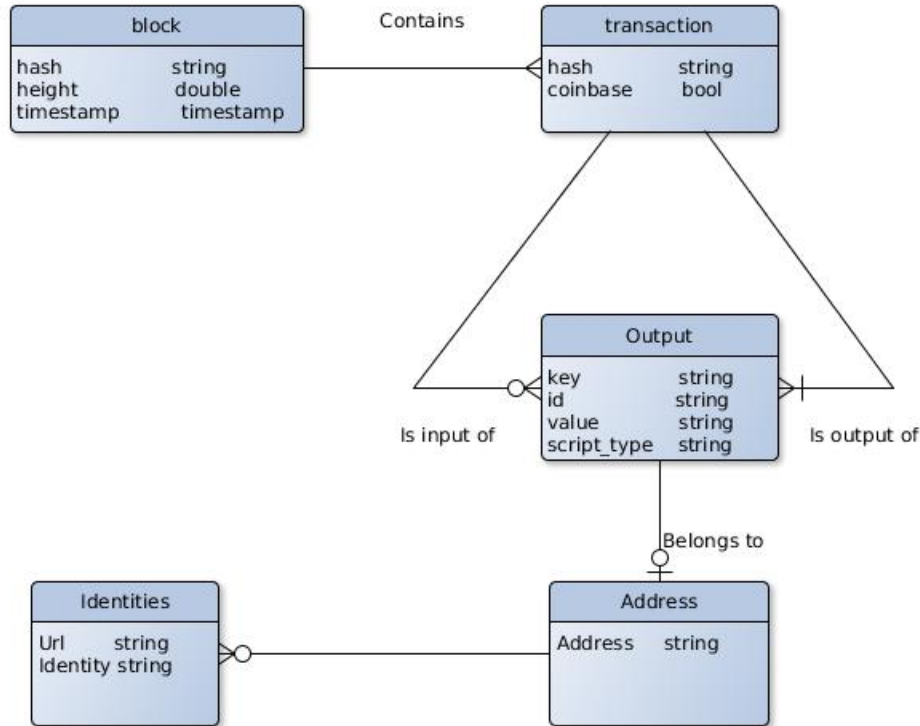 block
hash string
height double
timestamp timestamp
Contains
transaction
hash string
coinbase bool
Output
key string
id string
value string
script_type string
Is input of
Is output of
Belongs to
Identities
Url string
Identity string
Address
Address string